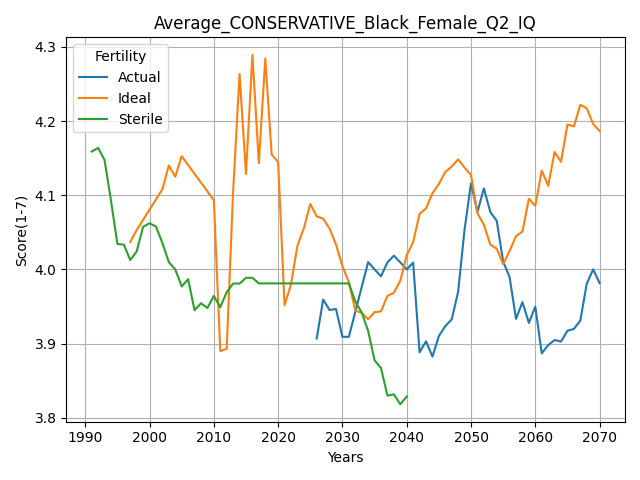 Average_CONSERVATIVE_Black_Female_Q2_IQ
Fertility
Actual
Ideal
Sterile
Score(1-7)
4.3
4.2
4.1
4.0
3.9
3.8
1990 2000 2010 2020 2030 2040 2050 2060 2070
Years